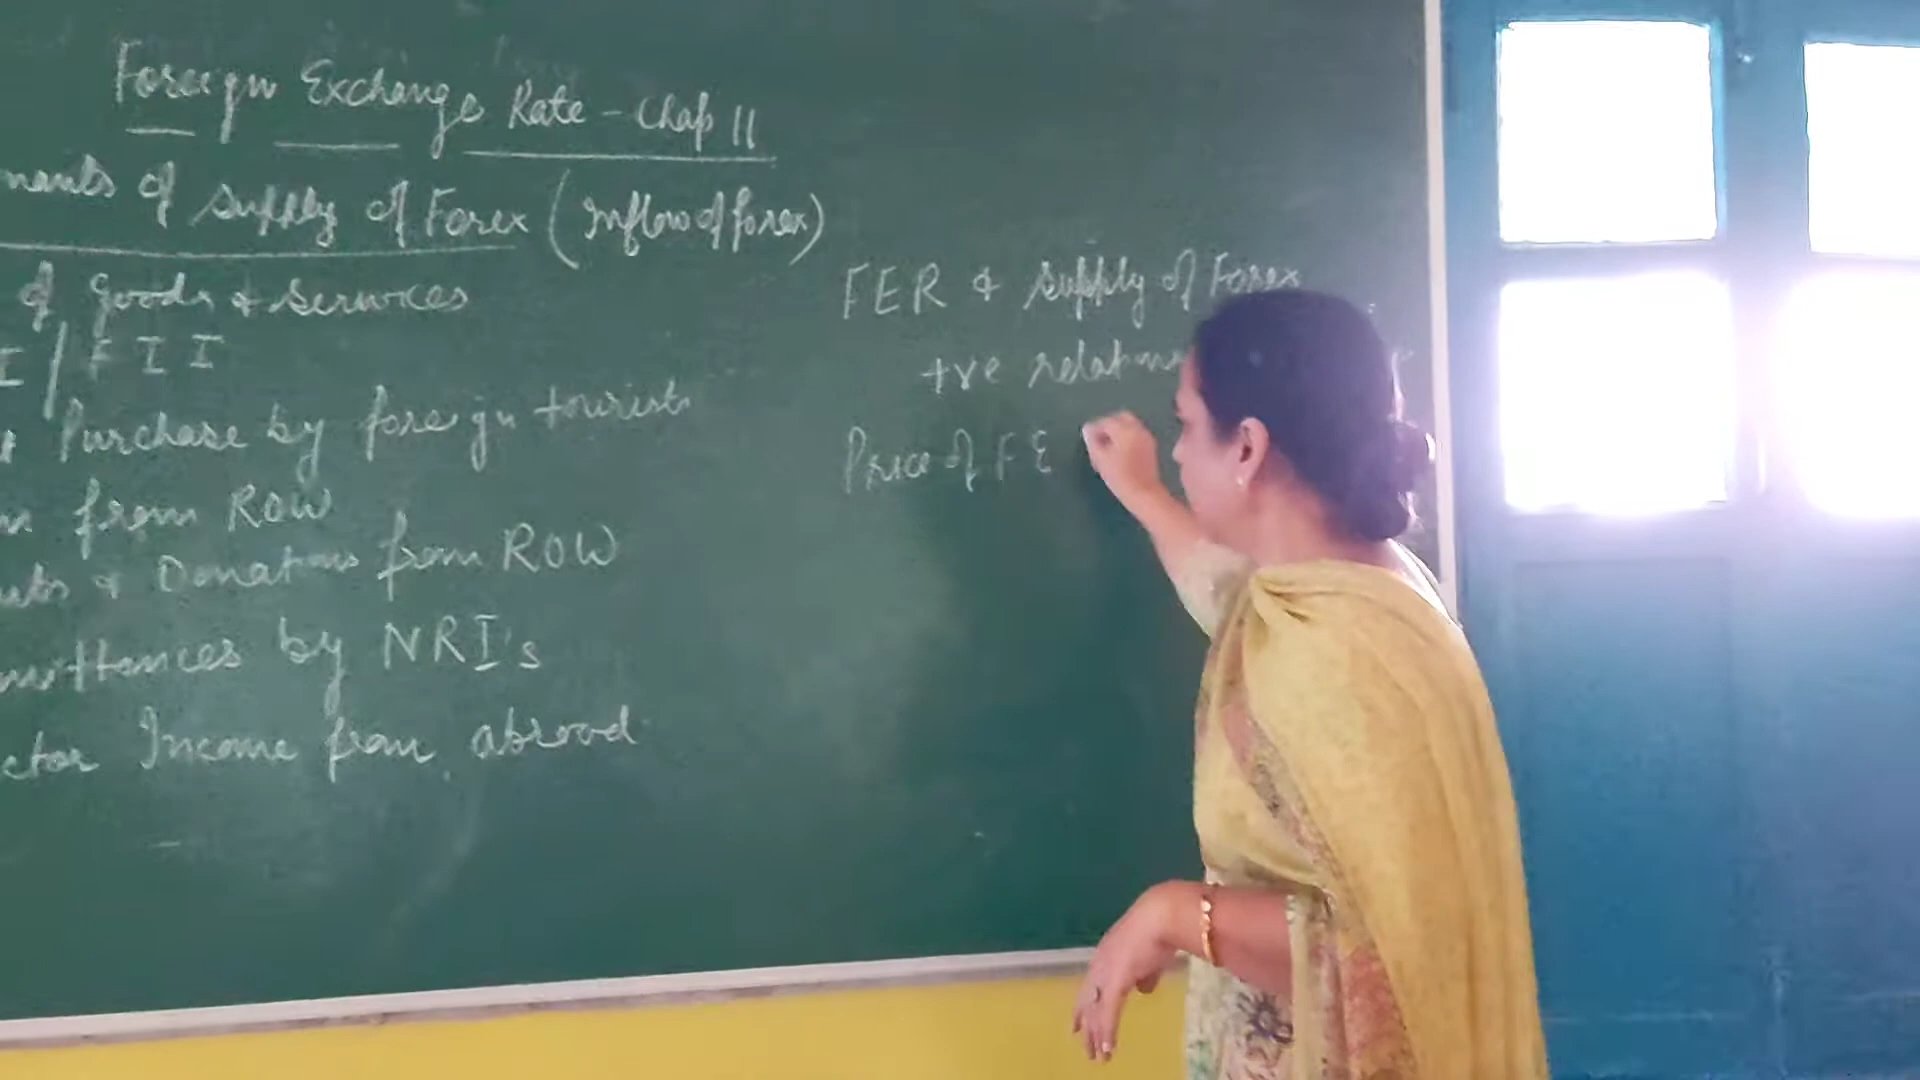 Foreign Exchange Rate - Chap 11
of supply of Forex (Inflow of forex)
of goods & services
I / FII
Purchase by foreign tourists
from ROW
& Donations from ROW
by NRI's
Income from abroad
FER & supply of Forex
+ve
Price of FE